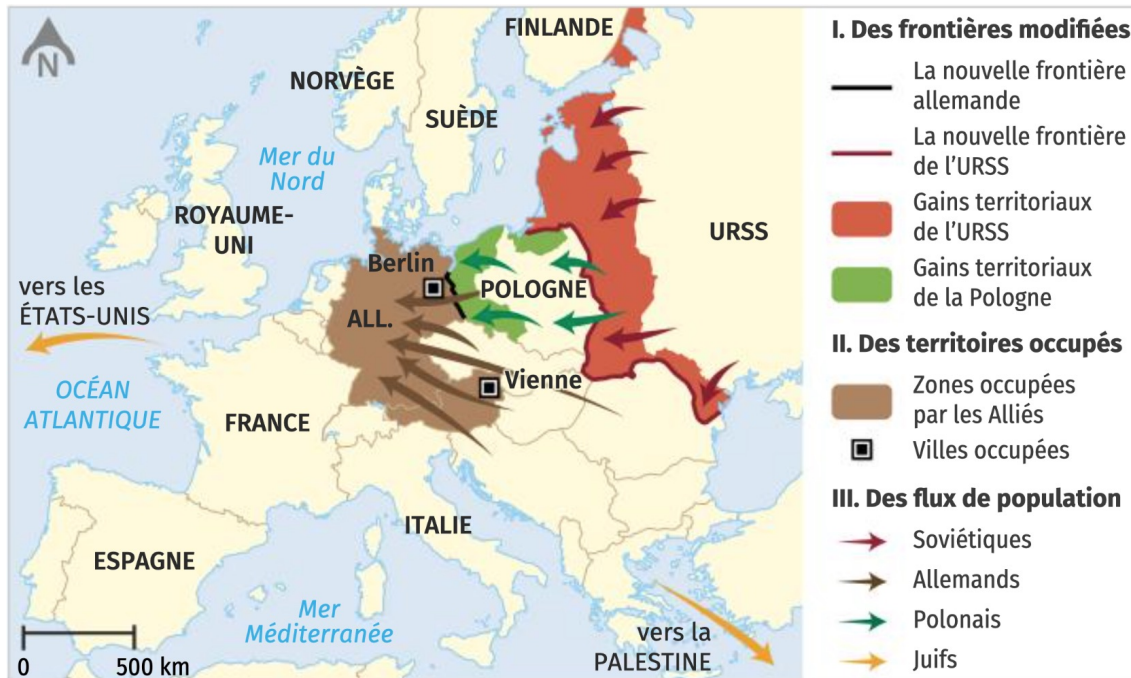 N
FINLANDE
NORVÈGE
SUÈDE
Mer du
Nord
ROYAUME-
UNI
URSS
Berlin
POLOGNE
ALL.
vers les
ÉTATS-UNIS
Vienne
OCÉAN
ATLANTIQUE
FRANCE
ITALIE
ESPAGNE
Mer
Méditerranée
vers la
PALESTINE
0 500 km
I. Des frontières modifiées
La nouvelle frontière
allemande
La nouvelle frontière
de l'URSS
Gains territoriaux
de l'URSS
Gains territoriaux
de la Pologne
II. Des territoires occupés
Zones occupées
par les Alliés
Villes occupées
III. Des flux de population
Soviétiques
Allemands
Polonais
Juifs